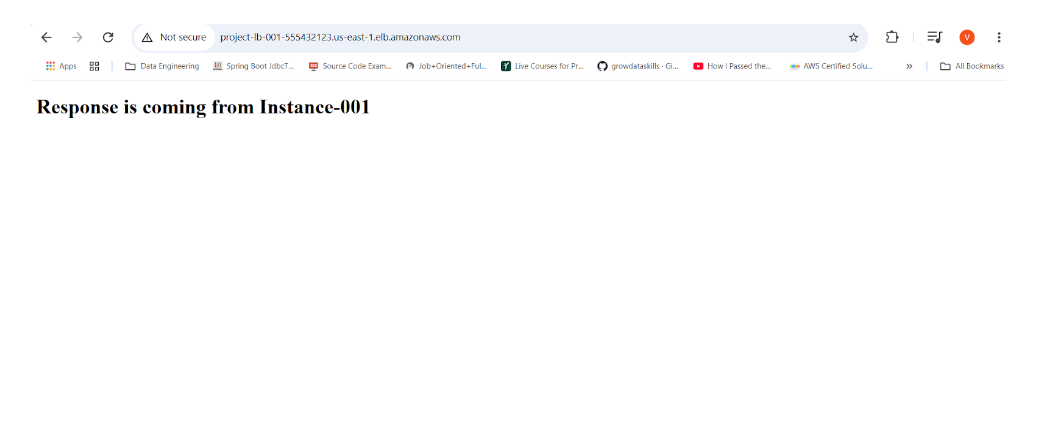 Not secure project-lb-001-555432123.us-east-1.elb.amazonaws.com V
Apps Data Engineering Spring Boot JdbcT... Source Code Exam... Job+Oriented+Ful... Live Courses for Pr... growdataskills · Gi... How I Passed the... AWS Certified Solu... » All Bookmarks
Response is coming from Instance-001